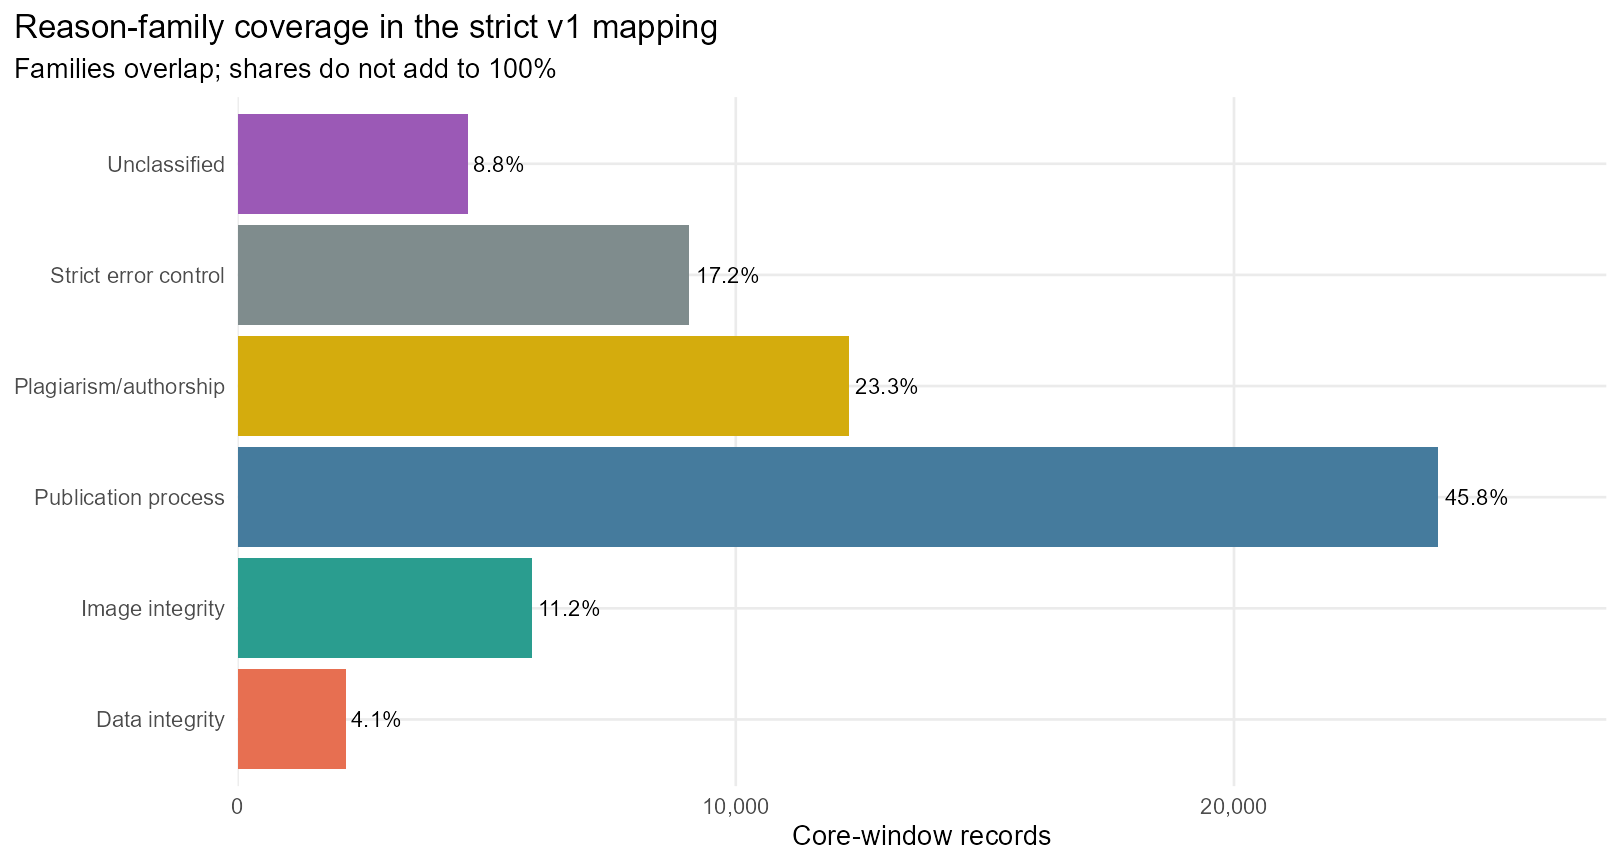 Reason-family coverage in the strict v1 mapping
Families overlap; shares do not add to 100%
Unclassified 8.8%
Strict error control 17.2%
Plagiarism/authorship 23.3%
Publication process 45.8%
Image integrity 11.2%
Data integrity 4.1%
0 10,000 20,000
Core-window records